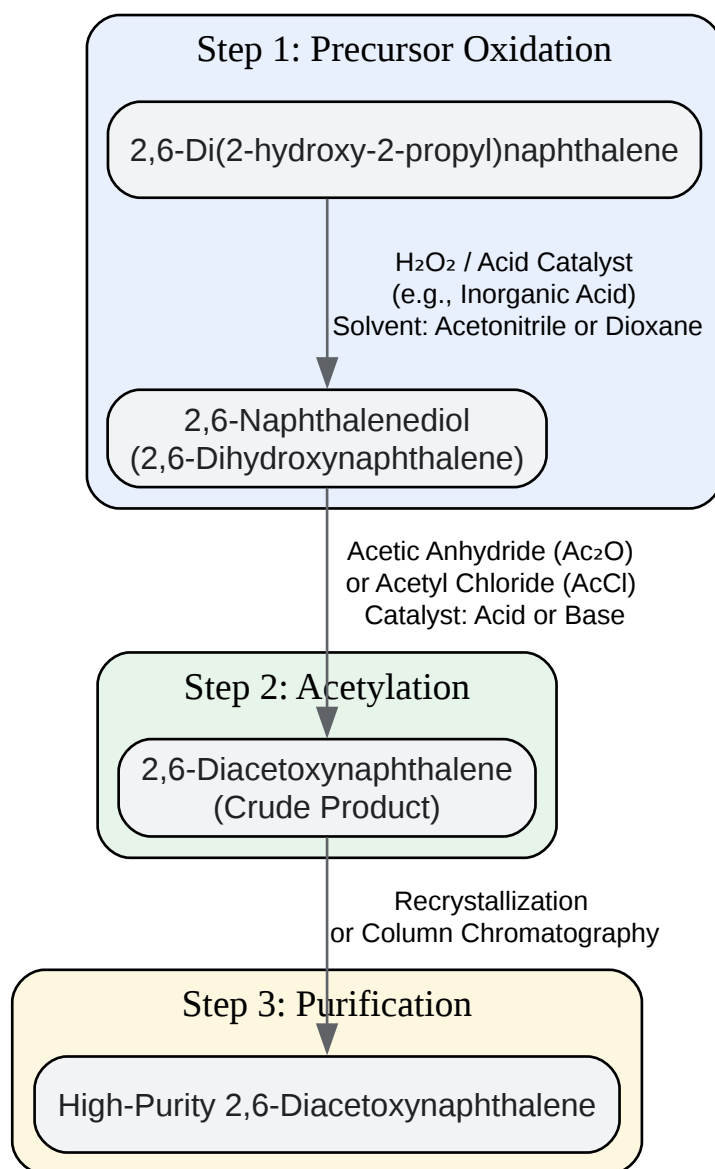 Step 1: Precursor Oxidation
2,6-Di(2-hydroxy-2-propyl)naphthalene
H₂O₂ / Acid Catalyst
(e.g., Inorganic Acid)
Solvent: Acetonitrile or Dioxane
2,6-Naphthalenediol
(2,6-Dihydroxynaphthalene)
Acetic Anhydride (Ac₂O)
or Acetyl Chloride (AcCl)
Catalyst: Acid or Base
Step 2: Acetylation
2,6-Diacetoxynaphthalene
(Crude Product)
Recrystallization
or Column Chromatography
Step 3: Purification
High-Purity 2,6-Diacetoxynaphthalene